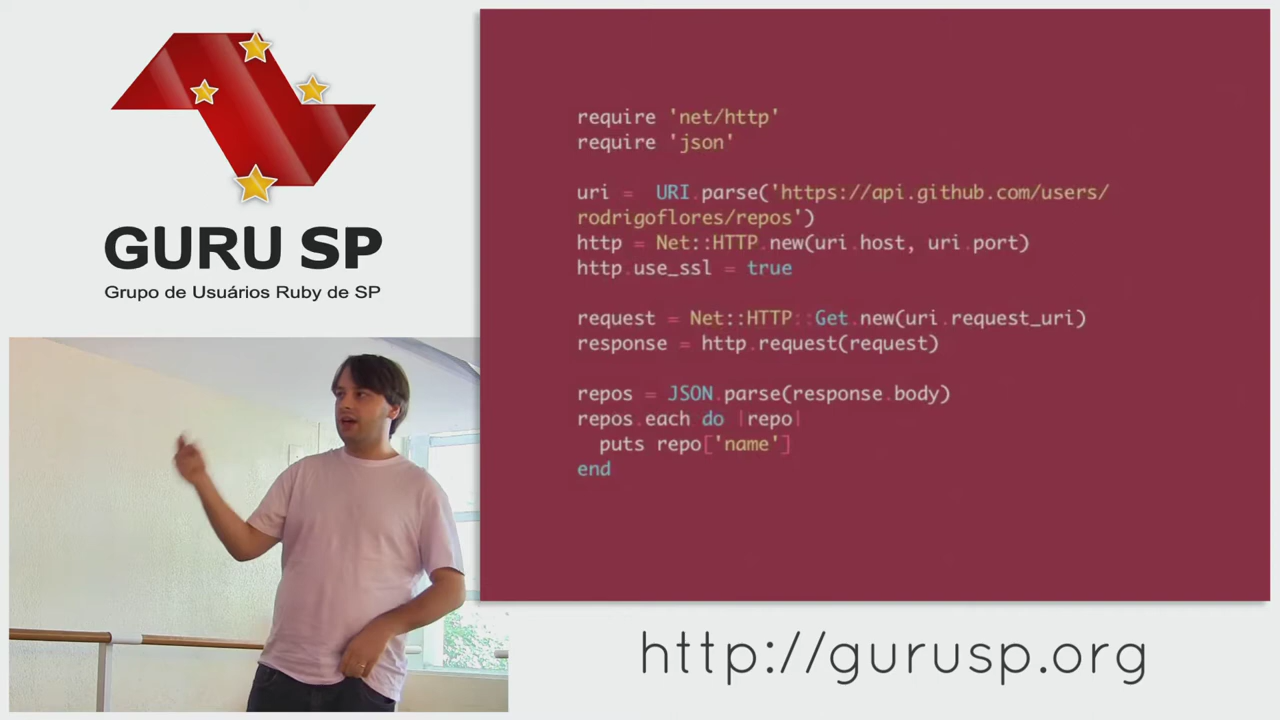 GURU SP
Grupo de Usuários Ruby de SP
require 'net/http'
require 'json'
uri =  URI.parse('https://api.github.com/users/
rodrigoflores/repos')
http = Net::HTTP.new(uri.host, uri.port)
http.use_ssl = true
request = Net::HTTP::Get.new(uri.request_uri)
response = http.request(request)
repos = JSON.parse(response.body)
repos.each do |repo|
  puts repo['name']
end
http://gurusp.org